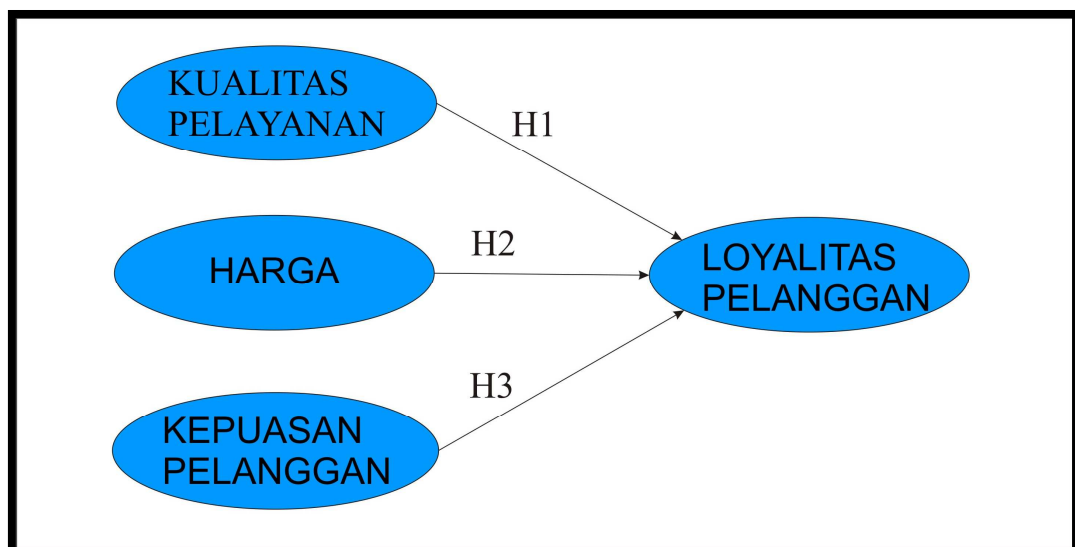 KUALITAS
PELAYANAN
H1
HARGA
H2
LOYALITAS
PELANGGAN
H3
KEPUASAN
PELANGGAN